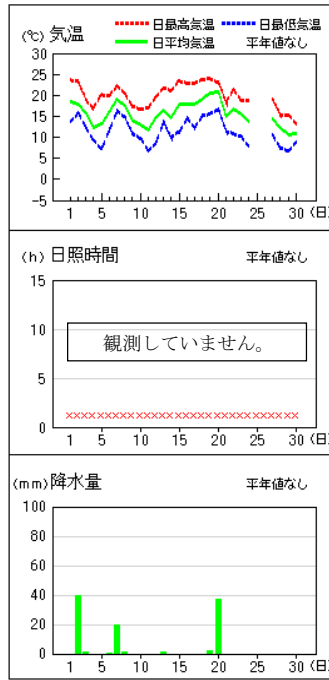 (℃) 気温
日最高気温 日最低気温
日平均気温 平年値なし
30
25
20
15
10
5
0
-5
1 5 10 15 20 25 30 (日)
(h) 日照時間 平年値なし
15
10
観測していません。
5
0
1 5 10 15 20 25 30 (日)
(mm) 降水量 平年値なし
100
80
60
40
20
0
1 5 10 15 20 25 30 (日)